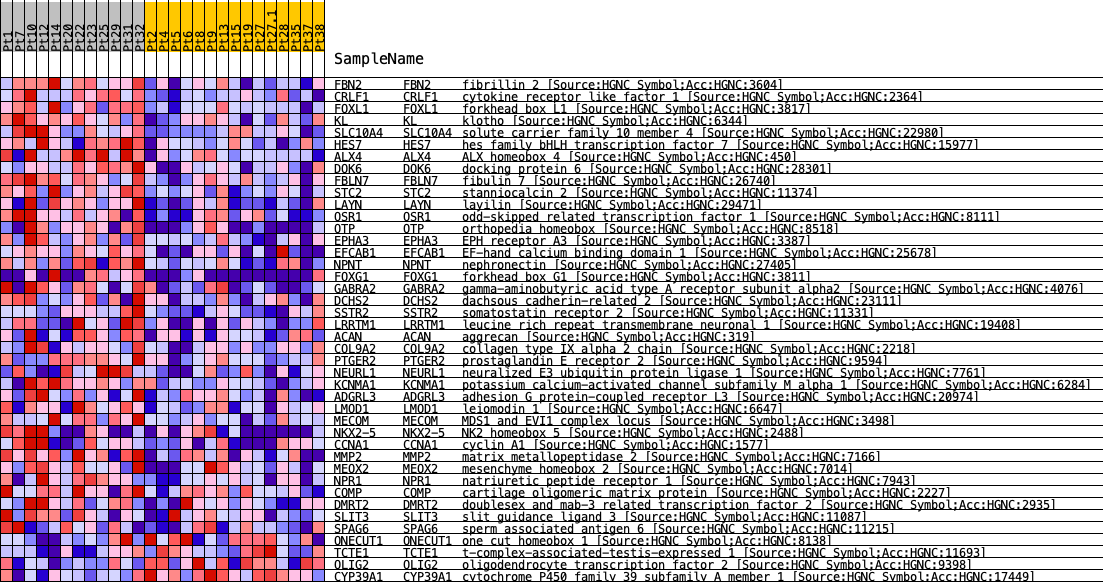 Pt1 Pt7 Pt10 Pt12 Pt14 Pt20 Pt22 Pt23 Pt25 Pt29 Pt31 Pt32 Pt2 Pt4 Pt5 Pt6 Pt8 Pt9 Pt13 Pt15 Pt19 Pt27 Pt27.1 Pt28 Pt35 Pt37 Pt38
SampleName
FBN2 FBN2 fibrillin 2 [Source:HGNC Symbol;Acc:HGNC:3604]
CRLF1 CRLF1 cytokine receptor like factor 1 [Source:HGNC Symbol;Acc:HGNC:2364]
FOXL1 FOXL1 forkhead box L1 [Source:HGNC Symbol;Acc:HGNC:3817]
KL KL klotho [Source:HGNC Symbol;Acc:HGNC:6344]
SLC10A4 SLC10A4 solute carrier family 10 member 4 [Source:HGNC Symbol;Acc:HGNC:22980]
HES7 HES7 hes family bHLH transcription factor 7 [Source:HGNC Symbol;Acc:HGNC:15977]
ALX4 ALX4 ALX homeobox 4 [Source:HGNC Symbol;Acc:HGNC:450]
DOK6 DOK6 docking protein 6 [Source:HGNC Symbol;Acc:HGNC:28301]
FBLN7 FBLN7 fibulin 7 [Source:HGNC Symbol;Acc:HGNC:26740]
STC2 STC2 stanniocalcin 2 [Source:HGNC Symbol;Acc:HGNC:11374]
LAYN LAYN layilin [Source:HGNC Symbol;Acc:HGNC:29471]
OSR1 OSR1 odd-skipped related transcription factor 1 [Source:HGNC Symbol;Acc:HGNC:8111]
OTP OTP orthopedia homeobox [Source:HGNC Symbol;Acc:HGNC:8518]
EPHA3 EPHA3 EPH receptor A3 [Source:HGNC Symbol;Acc:HGNC:3387]
EFCAB1 EFCAB1 EF-hand calcium binding domain 1 [Source:HGNC Symbol;Acc:HGNC:25678]
NPNT NPNT nephronectin [Source:HGNC Symbol;Acc:HGNC:27405]
FOXG1 FOXG1 forkhead box G1 [Source:HGNC Symbol;Acc:HGNC:3811]
GABRA2 GABRA2 gamma-aminobutyric acid type A receptor subunit alpha2 [Source:HGNC Symbol;Acc:HGNC:4076]
DCHS2 DCHS2 dachsous cadherin-related 2 [Source:HGNC Symbol;Acc:HGNC:23111]
SSTR2 SSTR2 somatostatin receptor 2 [Source:HGNC Symbol;Acc:HGNC:11331]
LRRTM1 LRRTM1 leucine rich repeat transmembrane neuronal 1 [Source:HGNC Symbol;Acc:HGNC:19408]
ACAN ACAN aggrecan [Source:HGNC Symbol;Acc:HGNC:319]
COL9A2 COL9A2 collagen type IX alpha 2 chain [Source:HGNC Symbol;Acc:HGNC:2218]
PTGER2 PTGER2 prostaglandin E receptor 2 [Source:HGNC Symbol;Acc:HGNC:9594]
NEURL1 NEURL1 neuralized E3 ubiquitin protein ligase 1 [Source:HGNC Symbol;Acc:HGNC:7761]
KCNMA1 KCNMA1 potassium calcium-activated channel subfamily M alpha 1 [Source:HGNC Symbol;Acc:HGNC:6284]
ADGRL3 ADGRL3 adhesion G protein-coupled receptor L3 [Source:HGNC Symbol;Acc:HGNC:20974]
LMOD1 LMOD1 leiomodin 1 [Source:HGNC Symbol;Acc:HGNC:6647]
MECOM MECOM MDS1 and EVI1 complex locus [Source:HGNC Symbol;Acc:HGNC:3498]
NKX2-5 NKX2-5 NK2 homeobox 5 [Source:HGNC Symbol;Acc:HGNC:2488]
CCNA1 CCNA1 cyclin A1 [Source:HGNC Symbol;Acc:HGNC:1577]
MMP2 MMP2 matrix metallopeptidase 2 [Source:HGNC Symbol;Acc:HGNC:7166]
MEOX2 MEOX2 mesenchyme homeobox 2 [Source:HGNC Symbol;Acc:HGNC:7014]
NPR1 NPR1 natriuretic peptide receptor 1 [Source:HGNC Symbol;Acc:HGNC:7943]
COMP COMP cartilage oligomeric matrix protein [Source:HGNC Symbol;Acc:HGNC:2227]
DMRT2 DMRT2 doublesex and mab-3 related transcription factor 2 [Source:HGNC Symbol;Acc:HGNC:2935]
SLIT3 SLIT3 slit guidance ligand 3 [Source:HGNC Symbol;Acc:HGNC:11087]
SPAG6 SPAG6 sperm associated antigen 6 [Source:HGNC Symbol;Acc:HGNC:11215]
ONECUT1 ONECUT1 one cut homeobox 1 [Source:HGNC Symbol;Acc:HGNC:8138]
TCTE1 TCTE1 t-complex-associated-testis-expressed 1 [Source:HGNC Symbol;Acc:HGNC:11693]
OLIG2 OLIG2 oligodendrocyte transcription factor 2 [Source:HGNC Symbol;Acc:HGNC:9398]
CYP39A1 CYP39A1 cytochrome P450 family 39 subfamily A member 1 [Source:HGNC Symbol;Acc:HGNC:17449]